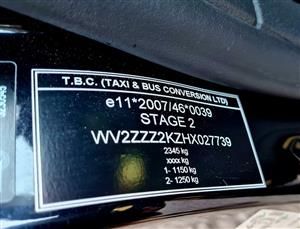 T.B.C. (TAXI & BUS CONVERSION LTD)
e11*2007/46*0039
STAGE 2
WV2ZZZ2KZHX027739
2345 kg
xxxx kg
1- 1150 kg
2- 1250 kg